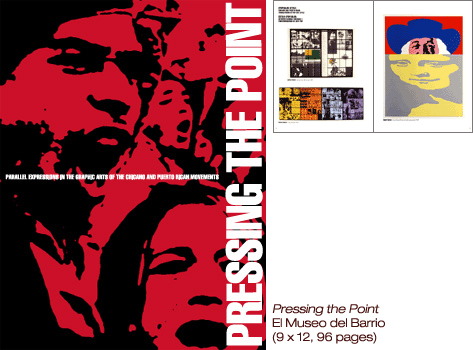 PRESSING THE POINT
PARALLEL EXPRESSIONS IN THE GRAPHIC ARTS OF THE CHICANO AND PUERTO RICAN MOVEMENTS
Pressing the Point
El Museo del Barrio
(9 x 12, 96 pages)